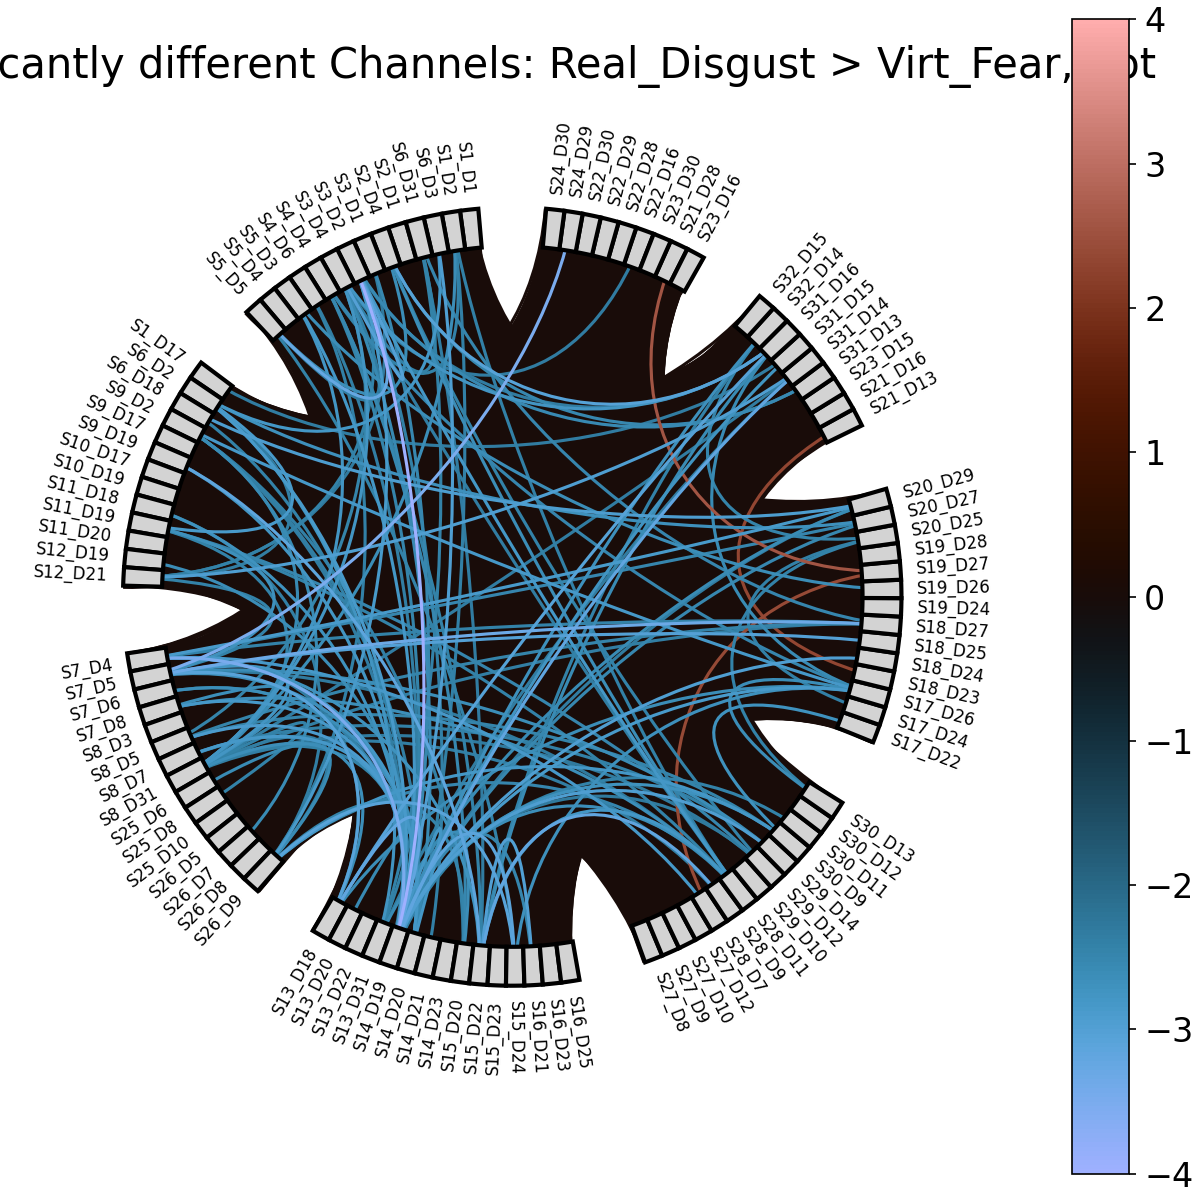 cantly different Channels: Real_Disgust > Virt_Fear,
S24_D30
S24_D29
S22_D30
S22_D29
S22_D28
S22_D16
S23_D30
S21_D28
S23_D16
S32_D15
S32_D14
S31_D16
S31_D15
S31_D14
S31_D13
S23_D15
S21_D16
S21_D13
S20_D29
S20_D27
S20_D25
S19_D28
S19_D27
S19_D26
S19_D24
S18_D27
S18_D25
S18_D24
S18_D23
S17_D26
S17_D24
S17_D22
S30_D13
S30_D12
S30_D11
S30_D9
S29_D14
S29_D12
S29_D10
S28_D11
S28_D9
S28_D7
S27_D12
S27_D10
S27_D9
S27_D8
S16_D25
S16_D23
S16_D21
S15_D24
S15_D23
S15_D22
S15_D20
S14_D23
S14_D21
S14_D20
S14_D19
S13_D31
S13_D22
S13_D20
S13_D18
S26_D9
S26_D8
S26_D7
S26_D5
S25_D10
S25_D8
S25_D6
S8_D31
S8_D7
S8_D5
S8_D3
S7_D8
S7_D6
S7_D5
S7_D4
S12_D21
S12_D19
S11_D20
S11_D19
S11_D18
S10_D19
S10_D17
S9_D19
S9_D17
S9_D2
S6_D18
S6_D2
S1_D17
S5_D5
S5_D4
S5_D3
S4_D6
S4_D4
S3_D4
S3_D2
S3_D1
S2_D4
S2_D1
S6_D31
S6_D3
S1_D2
S1_D1
4
3
2
1
0
−1
−2
−3
−4